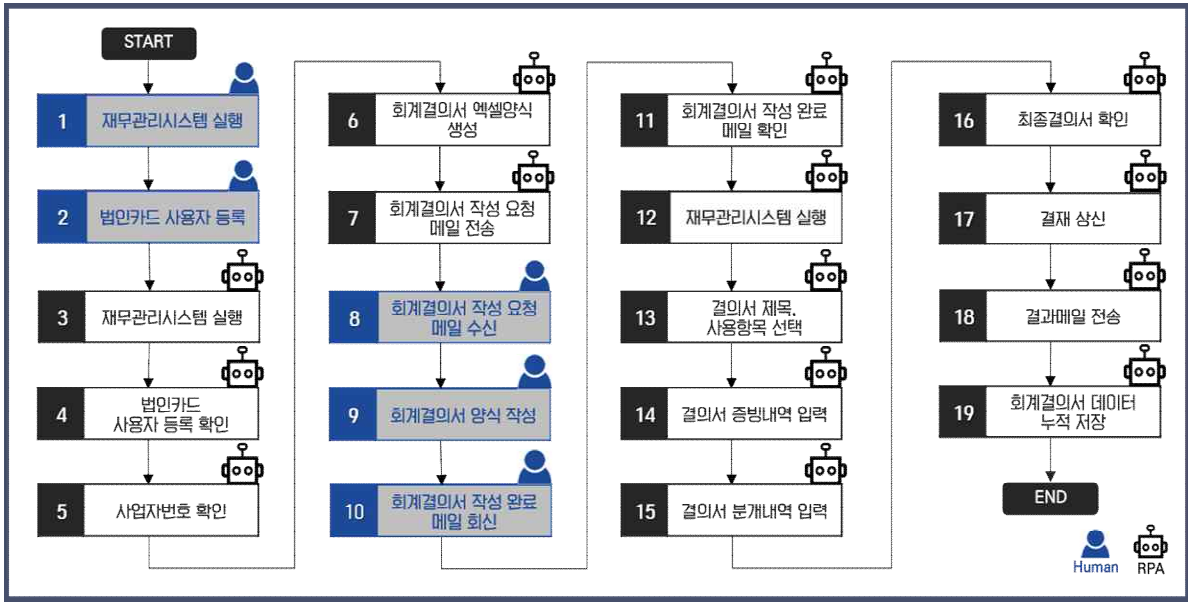 START
1
재무관리시스템 실행
2
법인카드 사용자 등록
3
재무관리시스템 실행
4
법인카드
사용자 등록 확인
5
사업자번호 확인
6
회계결의서 엑셀양식
생성
7
회계결의서 작성 요청
메일 전송
8
회계결의서 작성 요청
메일 수신
9
회계결의서 양식 작성
10
회계결의서 작성 완료
메일 회신
11
회계결의서 작성 완료
메일 확인
12
재무관리시스템 실행
13
결의서 제목,
사용항목 선택
14
결의서 증빙내역 입력
15
결의서 분개내역 입력
16
최종결의서 확인
17
결재 상신
18
결과메일 전송
19
회계결의서 데이터
누적 저장
END
Human
RPA